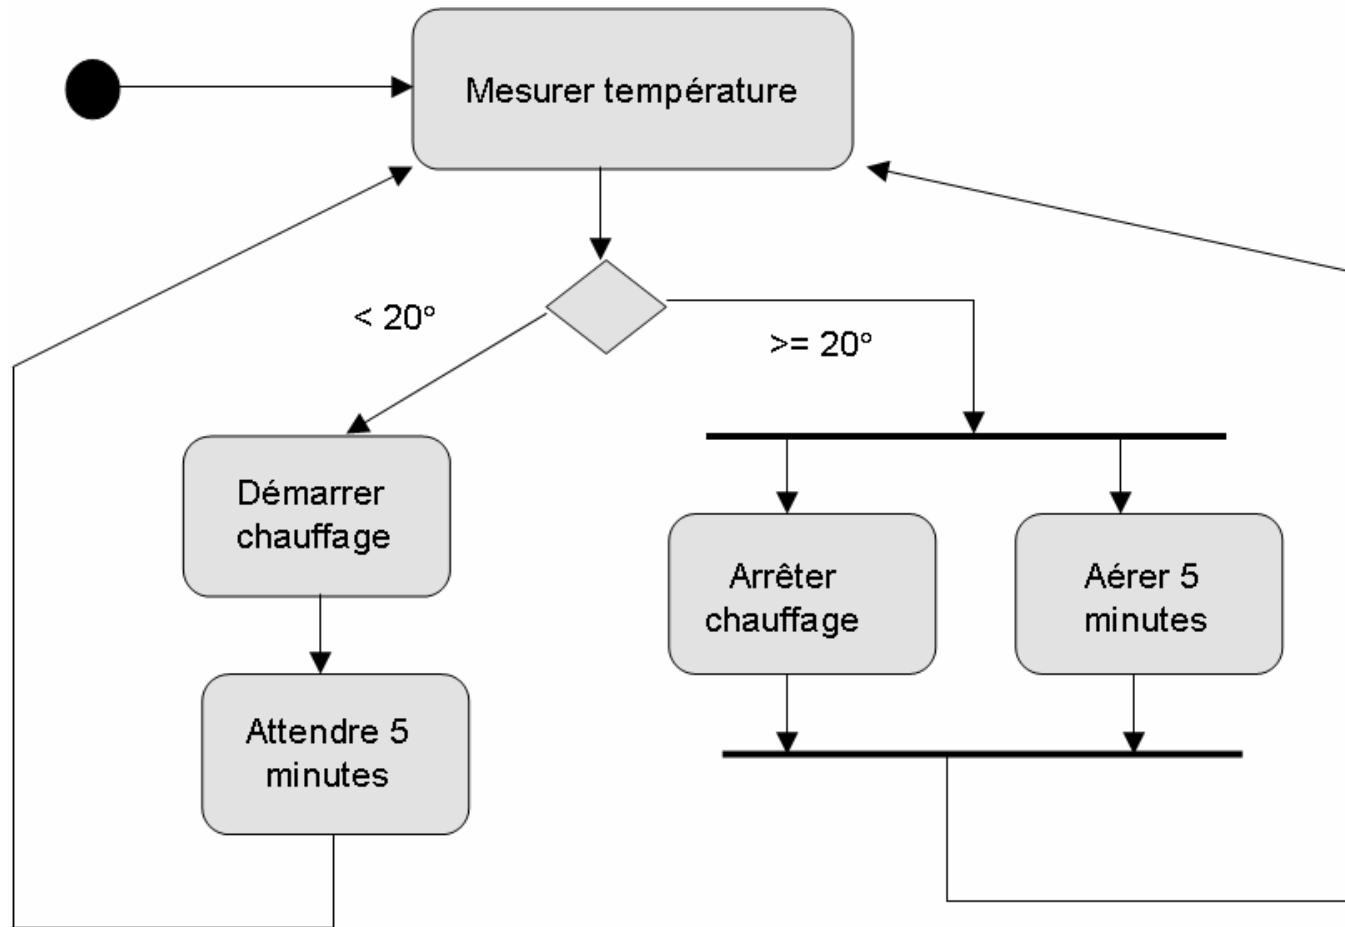 Mesurer température
< 20°
>= 20°
Démarrer
chauffage
Arrêter
chauffage
Aérer 5
minutes
Attendre 5
minutes